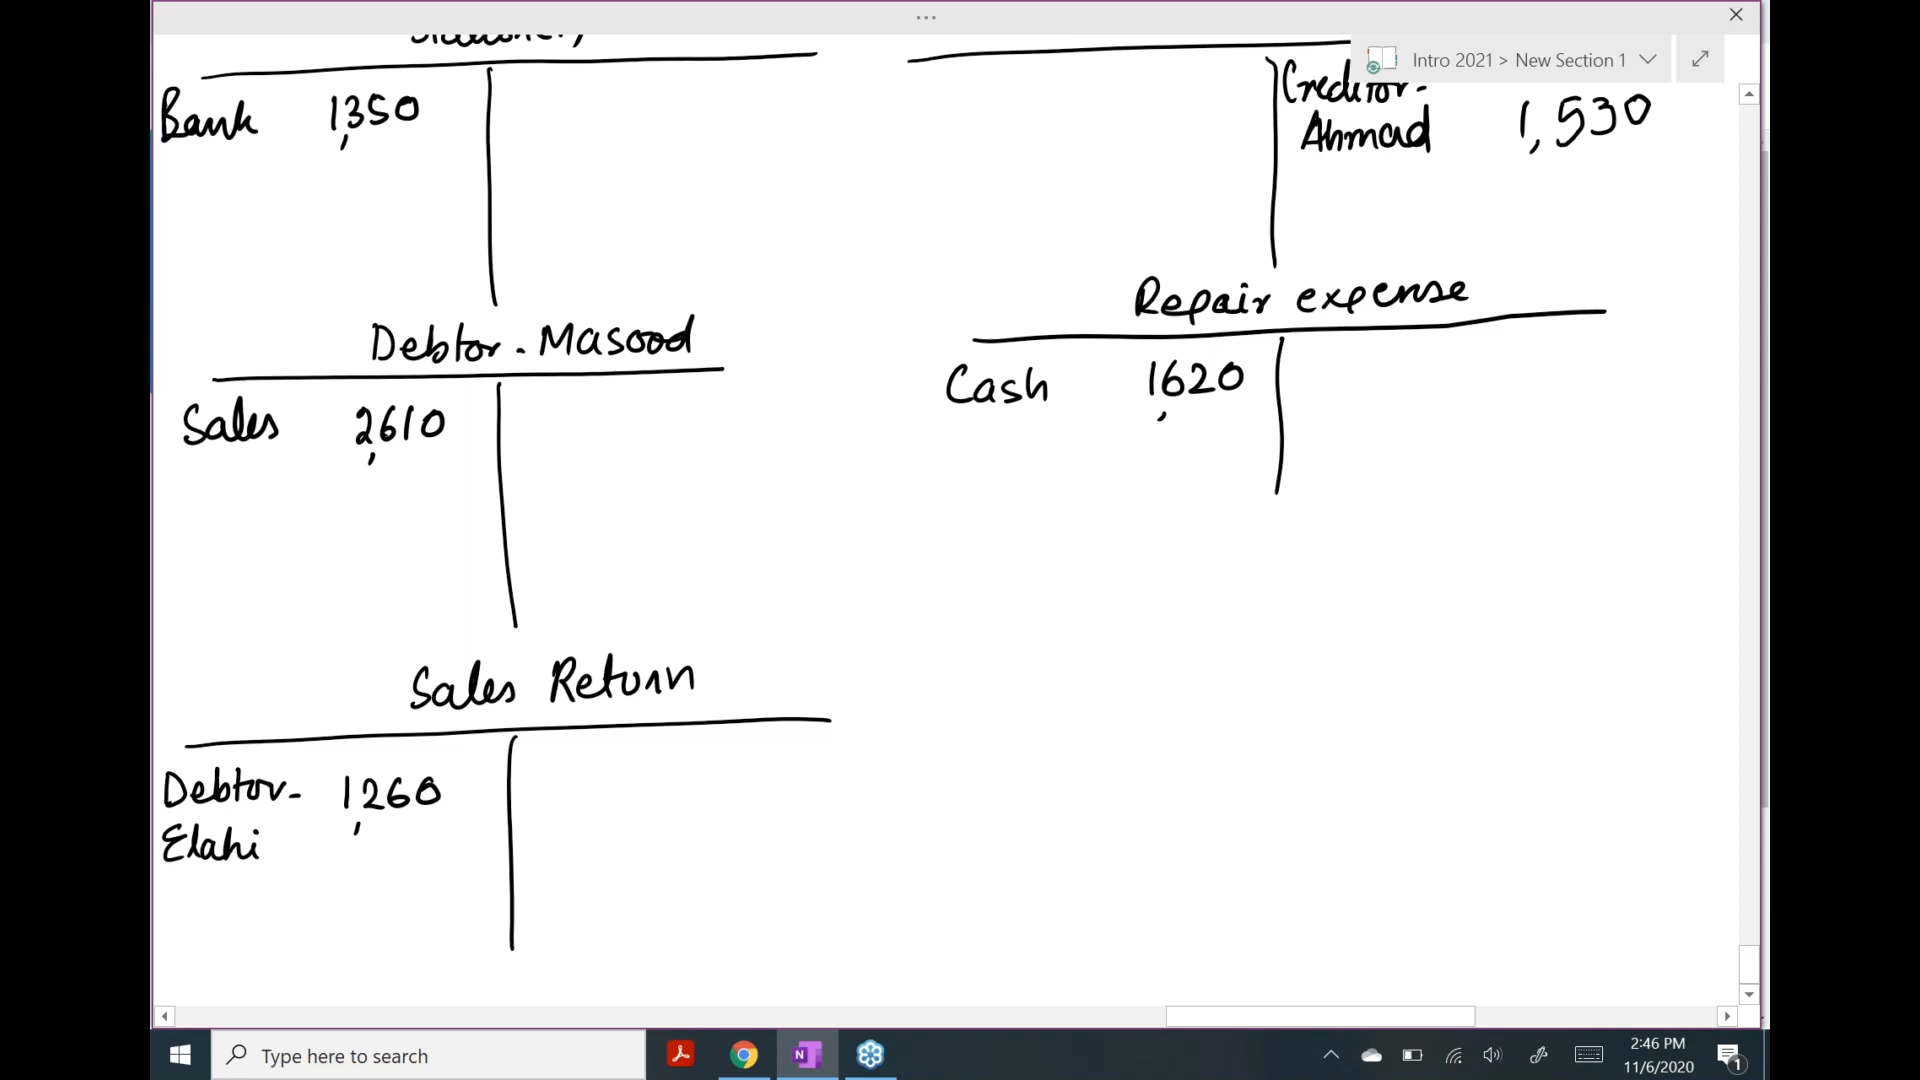 Intro 2021 > New Section 1
Bank 1,350
Creditor-
Ahmad 1,530
Debtor - Masood
Sales 2,610
Repair expense
Cash 1,620
Sales Return
Debtor- 1,260
Elahi
Type here to search
2:46 PM
11/6/2020
1